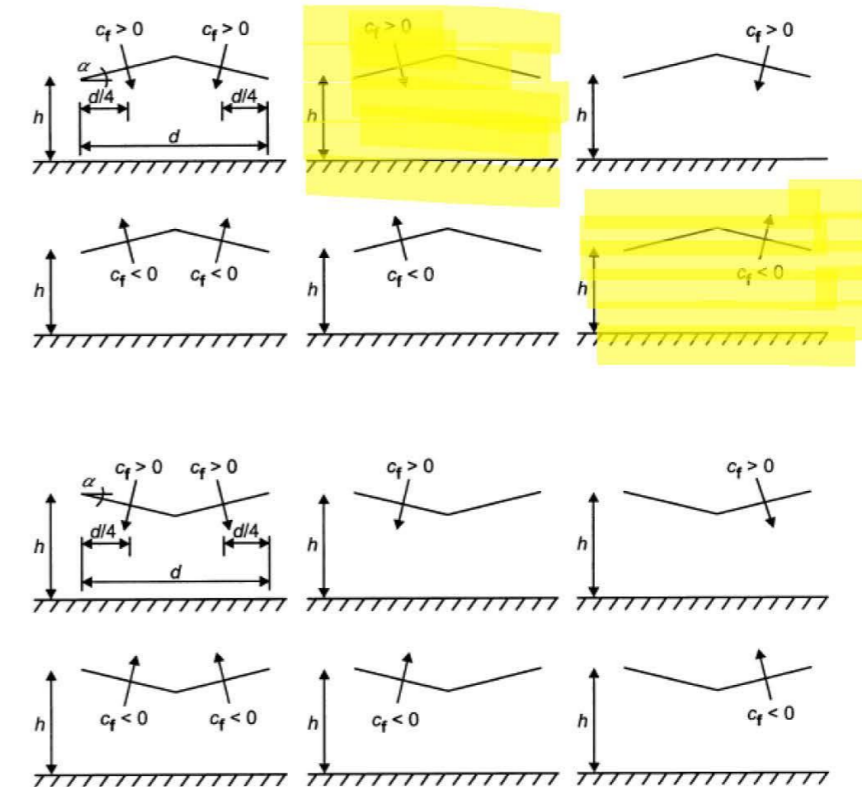 c_f > 0 c_f > 0 c_f > 0 c_f > 0
α
h d/4 d/4 h h
d
h c_f < 0 c_f < 0 h c_f < 0 h c_f < 0
c_f > 0 c_f > 0 c_f > 0 c_f > 0
α
h d/4 d/4 h h
d
h c_f < 0 c_f < 0 h c_f < 0 h c_f < 0